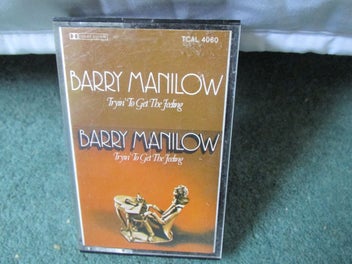 TCAL 4060
BARRY MANILOW
Tryin' To Get The Feeling
BARRY MANILOW
Tryin' To Get The Feeling